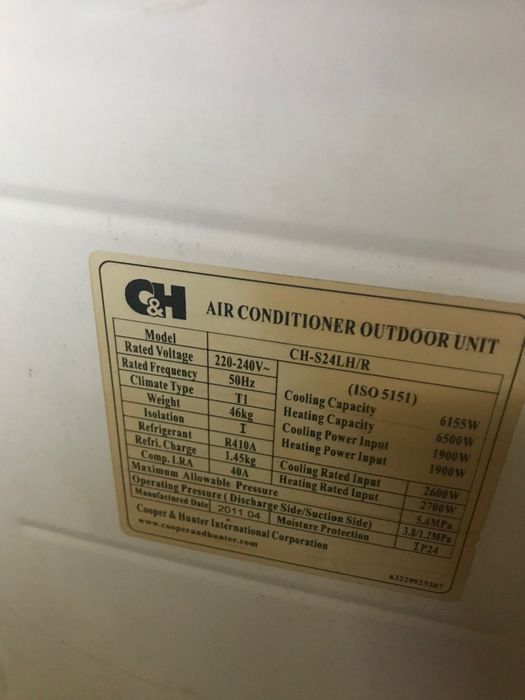 C&H AIR CONDITIONER OUTDOOR UNIT
Model CH-S24LH/R
Rated Voltage 220-240V~
Rated Frequency 50Hz
Climate Type T1
Weight 46kg
Isolation I
Refrigerant R410A
Refri. Charge 1.45kg
Comp. LRA 40A
(ISO 5151)
Cooling Capacity 6155W
Heating Capacity 6500W
Cooling Power Input 1900W
Heating Power Input 1900W
Cooling Rated Input 2600W
Heating Rated Input 2700W
Maximum Allowable Pressure 5.4MPa
Operating Pressure ( Discharge Side/Suction Side) 3.8/1.2MPa
Manufactured Date 2011.04 Moisture Protection IP24
Cooper & Hunter International Corporation
www.cooperandhunter.com
63229925387